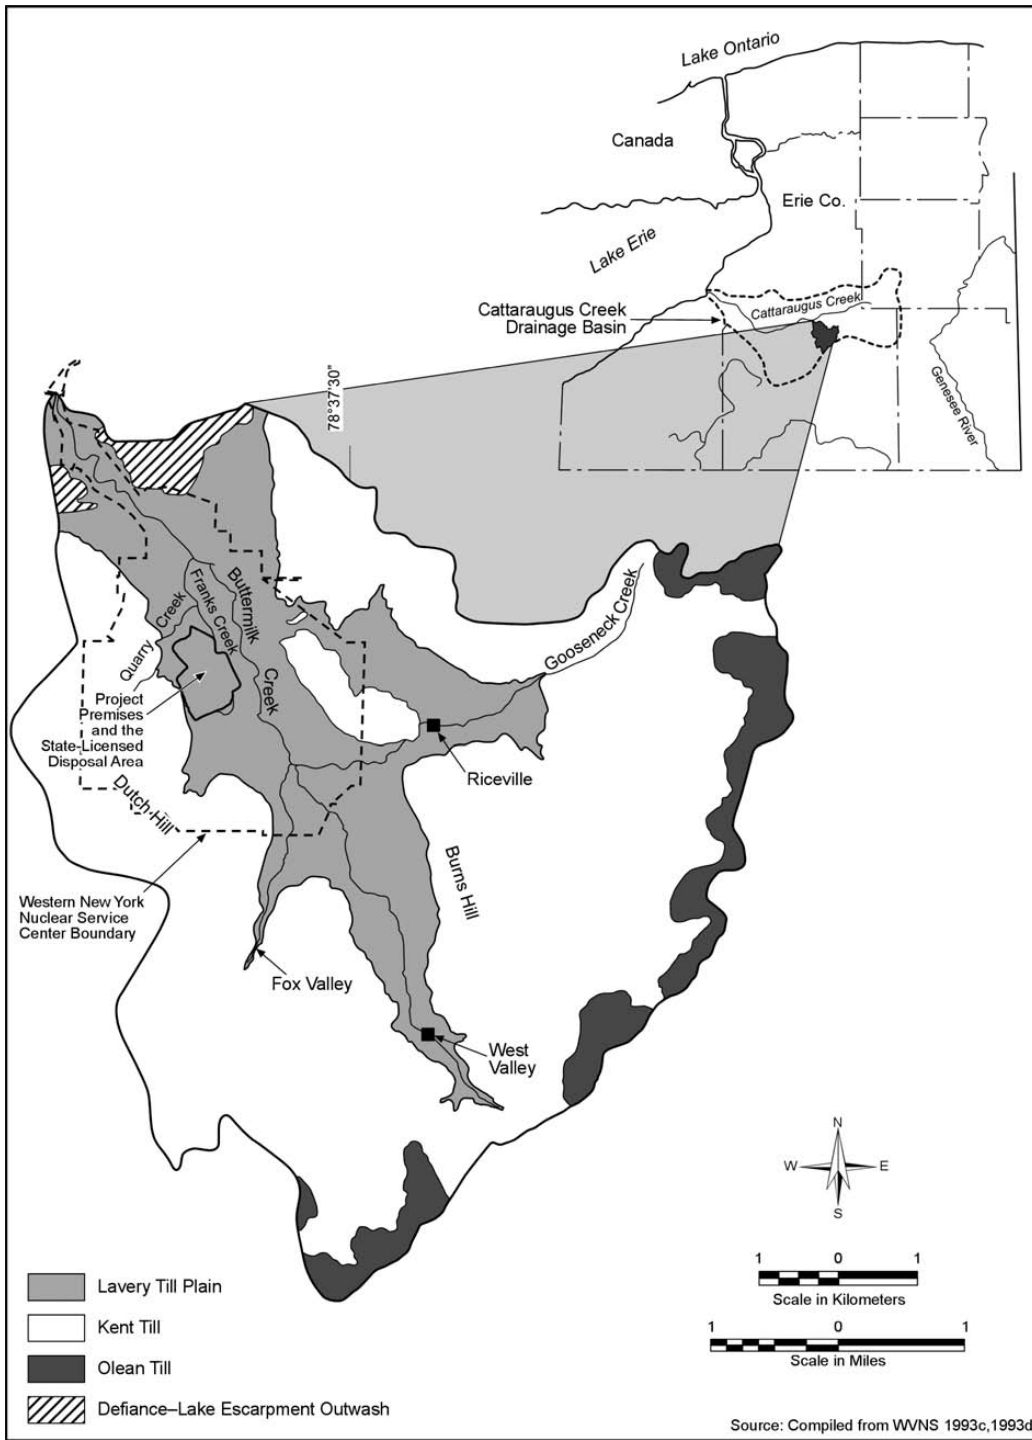 Lake Ontario
Canada
Erie Co.
Lake Erie
Cattaraugus Creek
Cattaraugus Creek
Drainage Basin
Genesee River
78°37'30"
Buttermilk
Creek
Franks Creek
Quarry Creek
Gooseneck Creek
Project
Premises
and the
State-Licensed
Disposal Area
Riceville
Dutch Hill
Burns Hill
Western New York
Nuclear Service
Center Boundary
Fox Valley
West
Valley
N
W E
S
Lavery Till Plain
Kent Till
Olean Till
Defiance–Lake Escarpment Outwash
1 0 1
Scale in Kilometers
1 0 1
Scale in Miles
Source: Compiled from WVNS 1993c,1993d